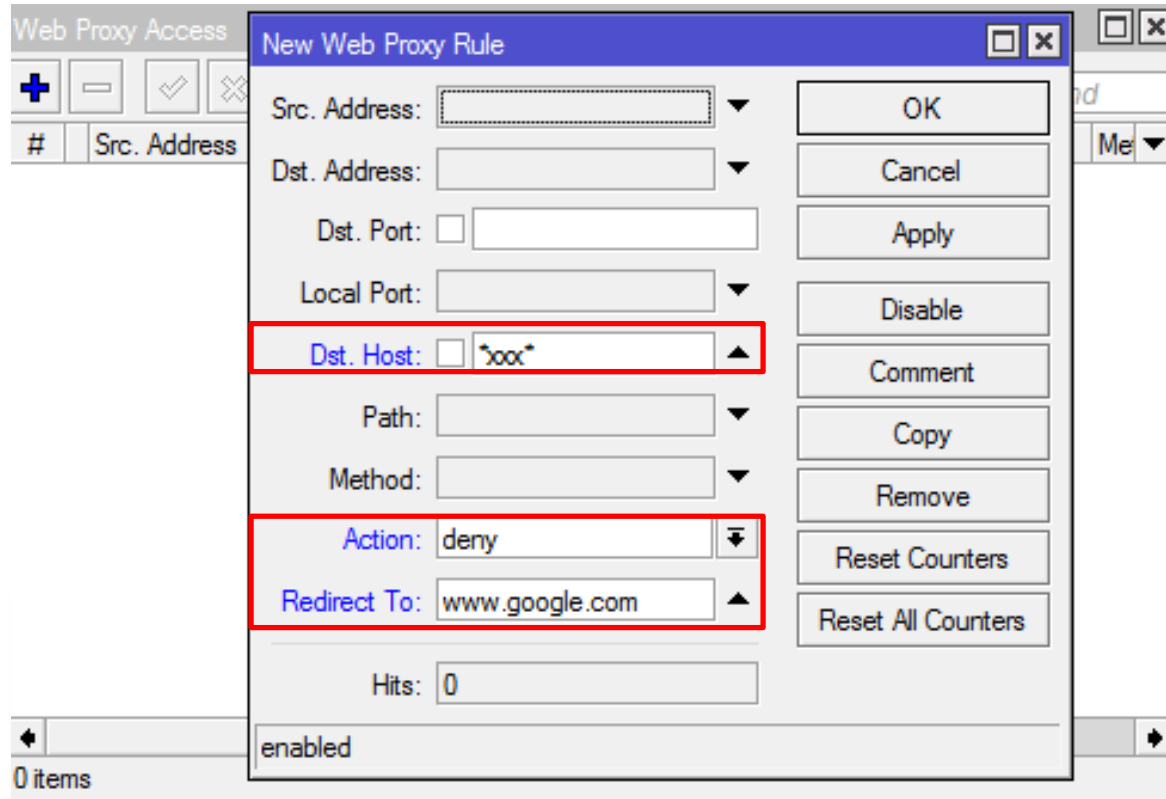 Web Proxy Access
New Web Proxy Rule
Src. Address:
OK
# Src. Address
Dst. Address:
Cancel
Dst. Port:
Apply
Local Port:
Disable
Dst. Host: *xxx*
Comment
Path:
Copy
Method:
Remove
Action: deny
Reset Counters
Redirect To: www.google.com
Reset All Counters
Hits: 0
enabled
0 items